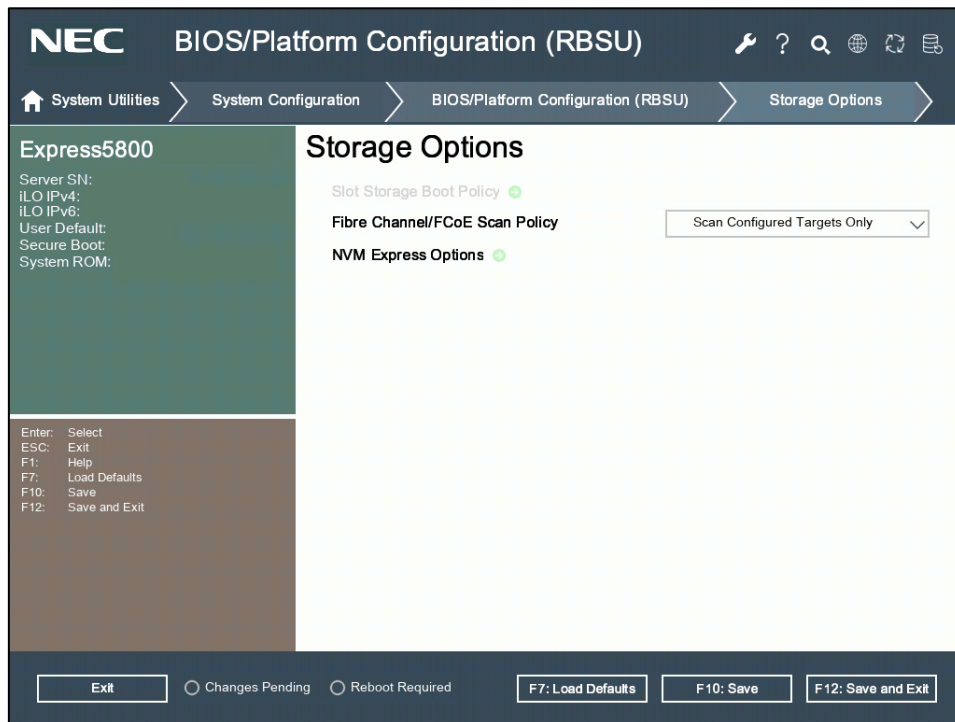 NEC BIOS/Platform Configuration (RBSU)
System Utilities System Configuration BIOS/Platform Configuration (RBSU) Storage Options
Express5800
Server SN:
iLO IPv4:
iLO IPv6:
User Default:
Secure Boot:
System ROM:
Enter: Select
ESC: Exit
F1: Help
F7: Load Defaults
F10: Save
F12: Save and Exit
Storage Options
Slot Storage Boot Policy
Fibre Channel/FCoE Scan Policy Scan Configured Targets Only
NVM Express Options
Exit Changes Pending Reboot Required F7: Load Defaults F10: Save F12: Save and Exit